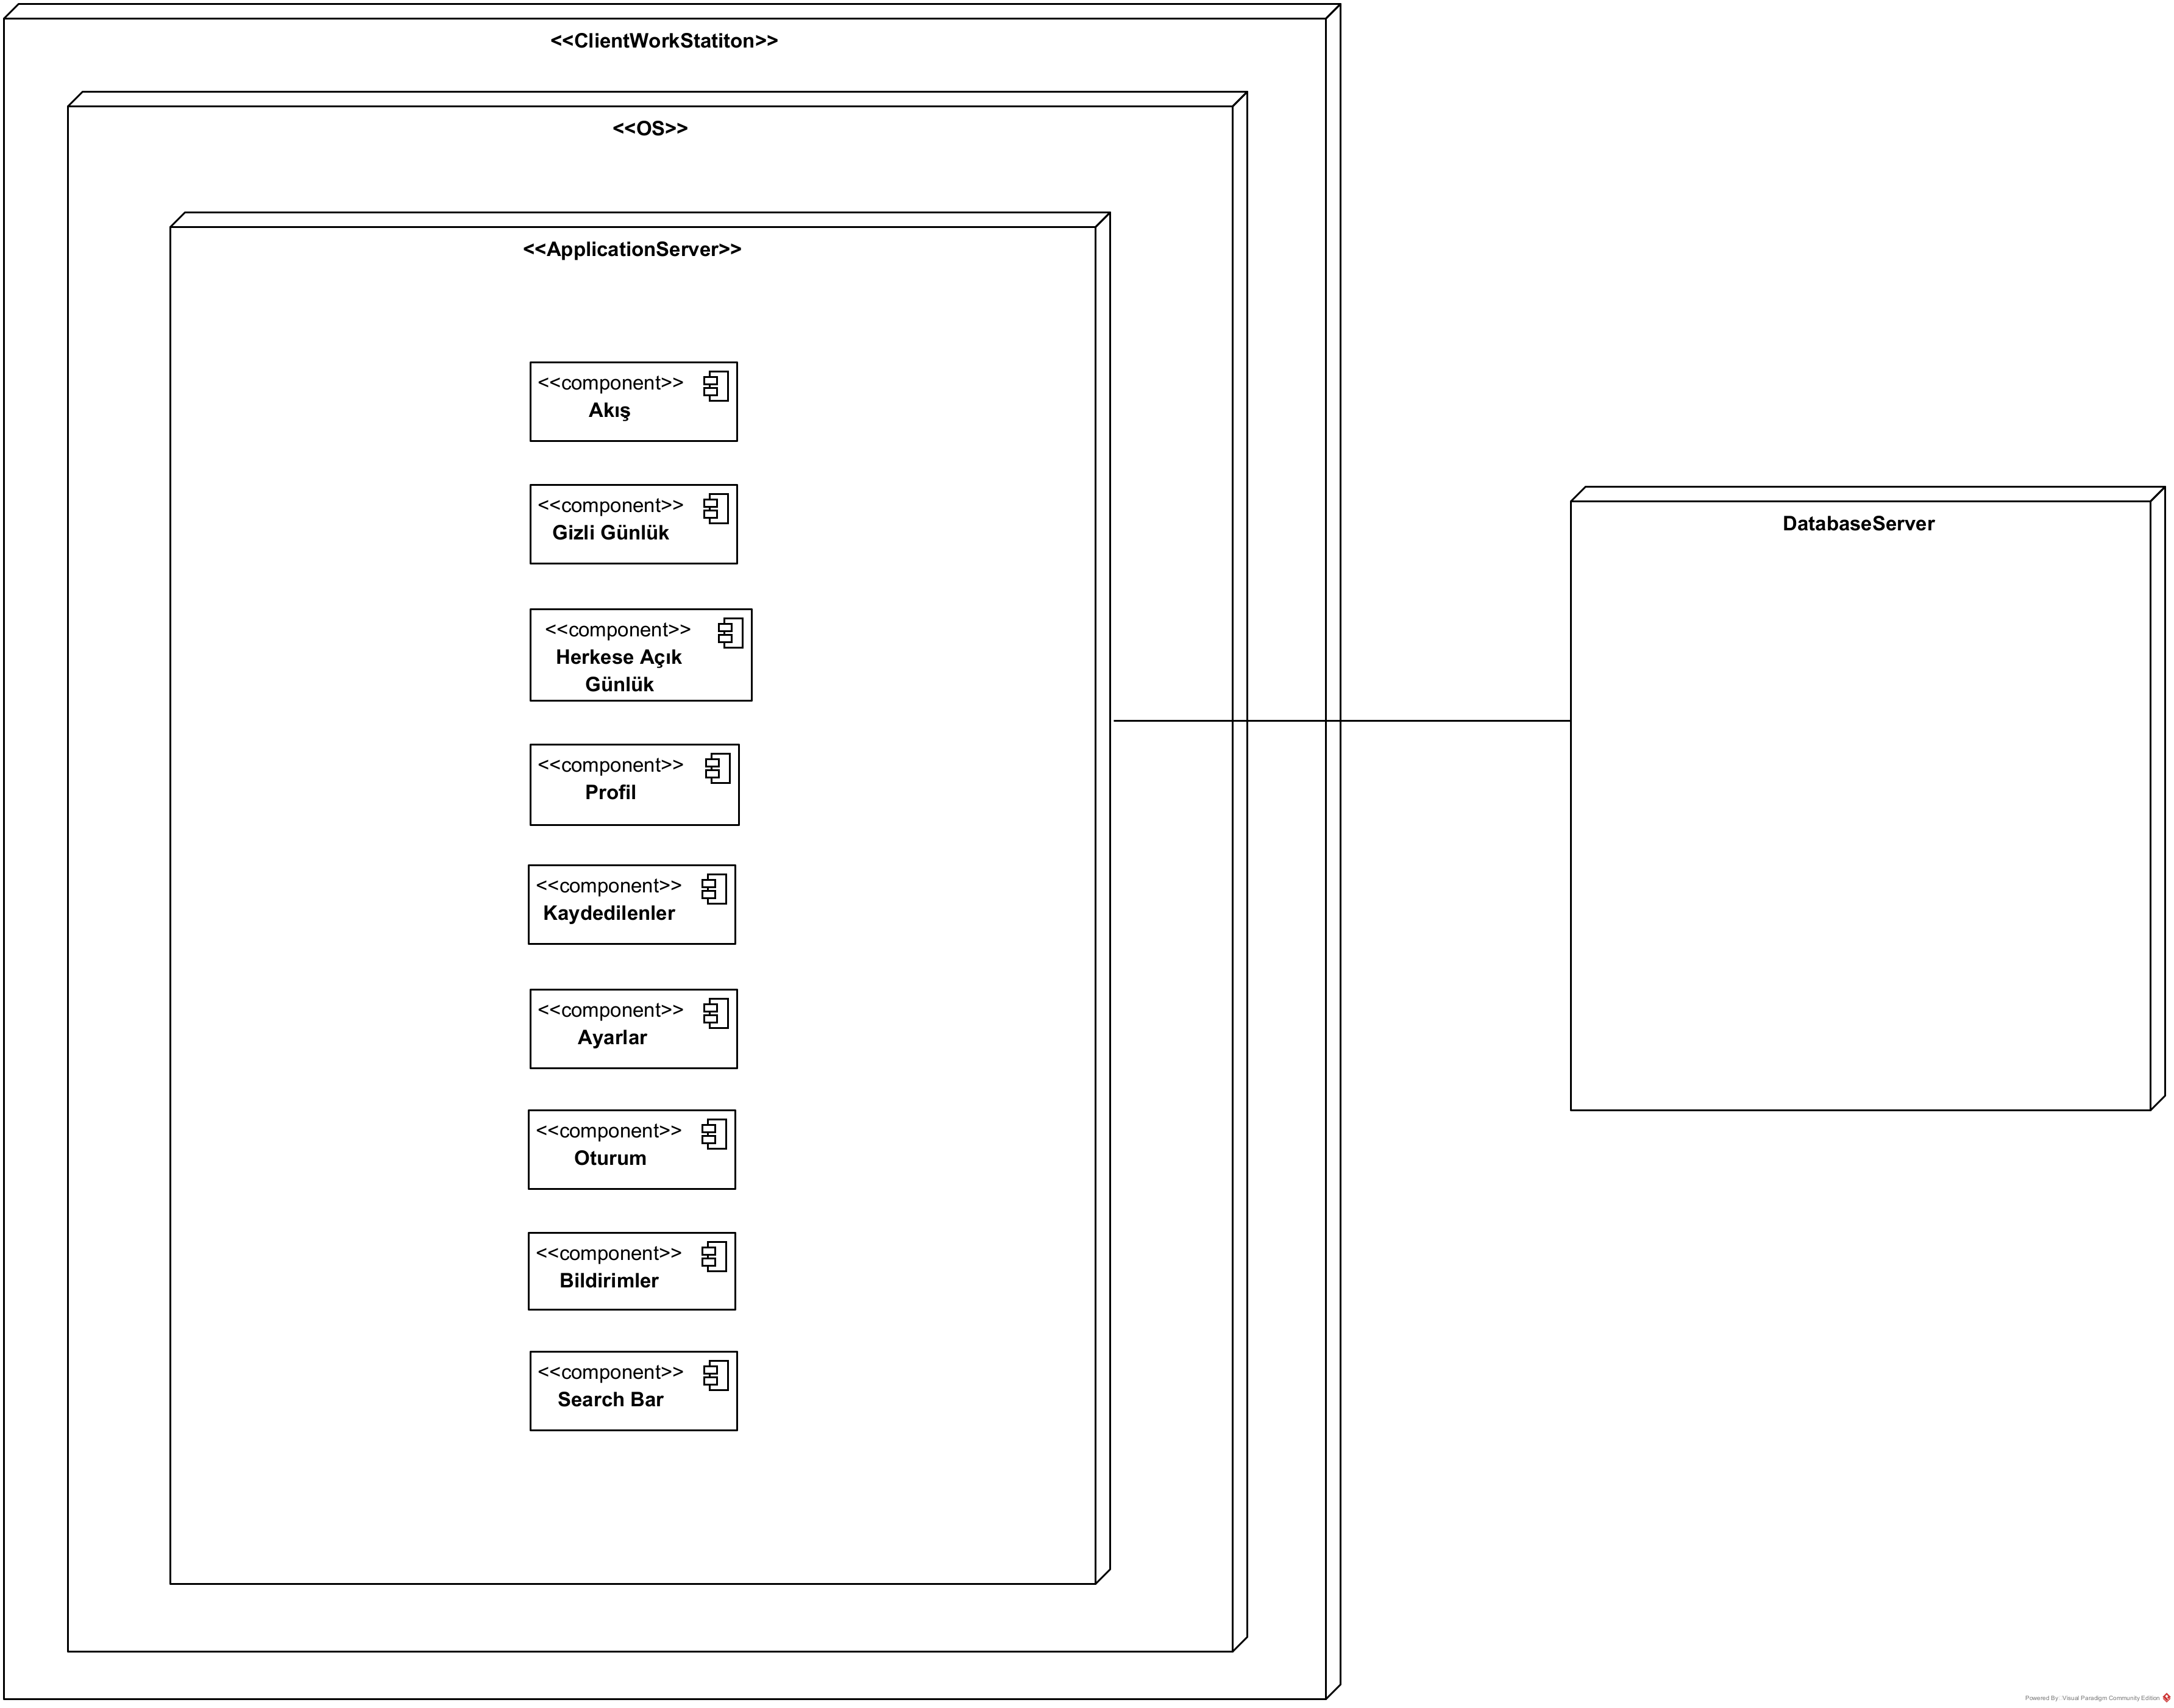 <<ClientWorkStatiton>>
<<OS>>
<<ApplicationServer>>
<<component>>
Akış
<<component>>
Gizli Günlük
<<component>>
Herkese Açık
Günlük
<<component>>
Profil
<<component>>
Kaydedilenler
<<component>>
Ayarlar
<<component>>
Oturum
<<component>>
Bildirimler
<<component>>
Search Bar
DatabaseServer
Powered By: Visual Paradigm Community Edition